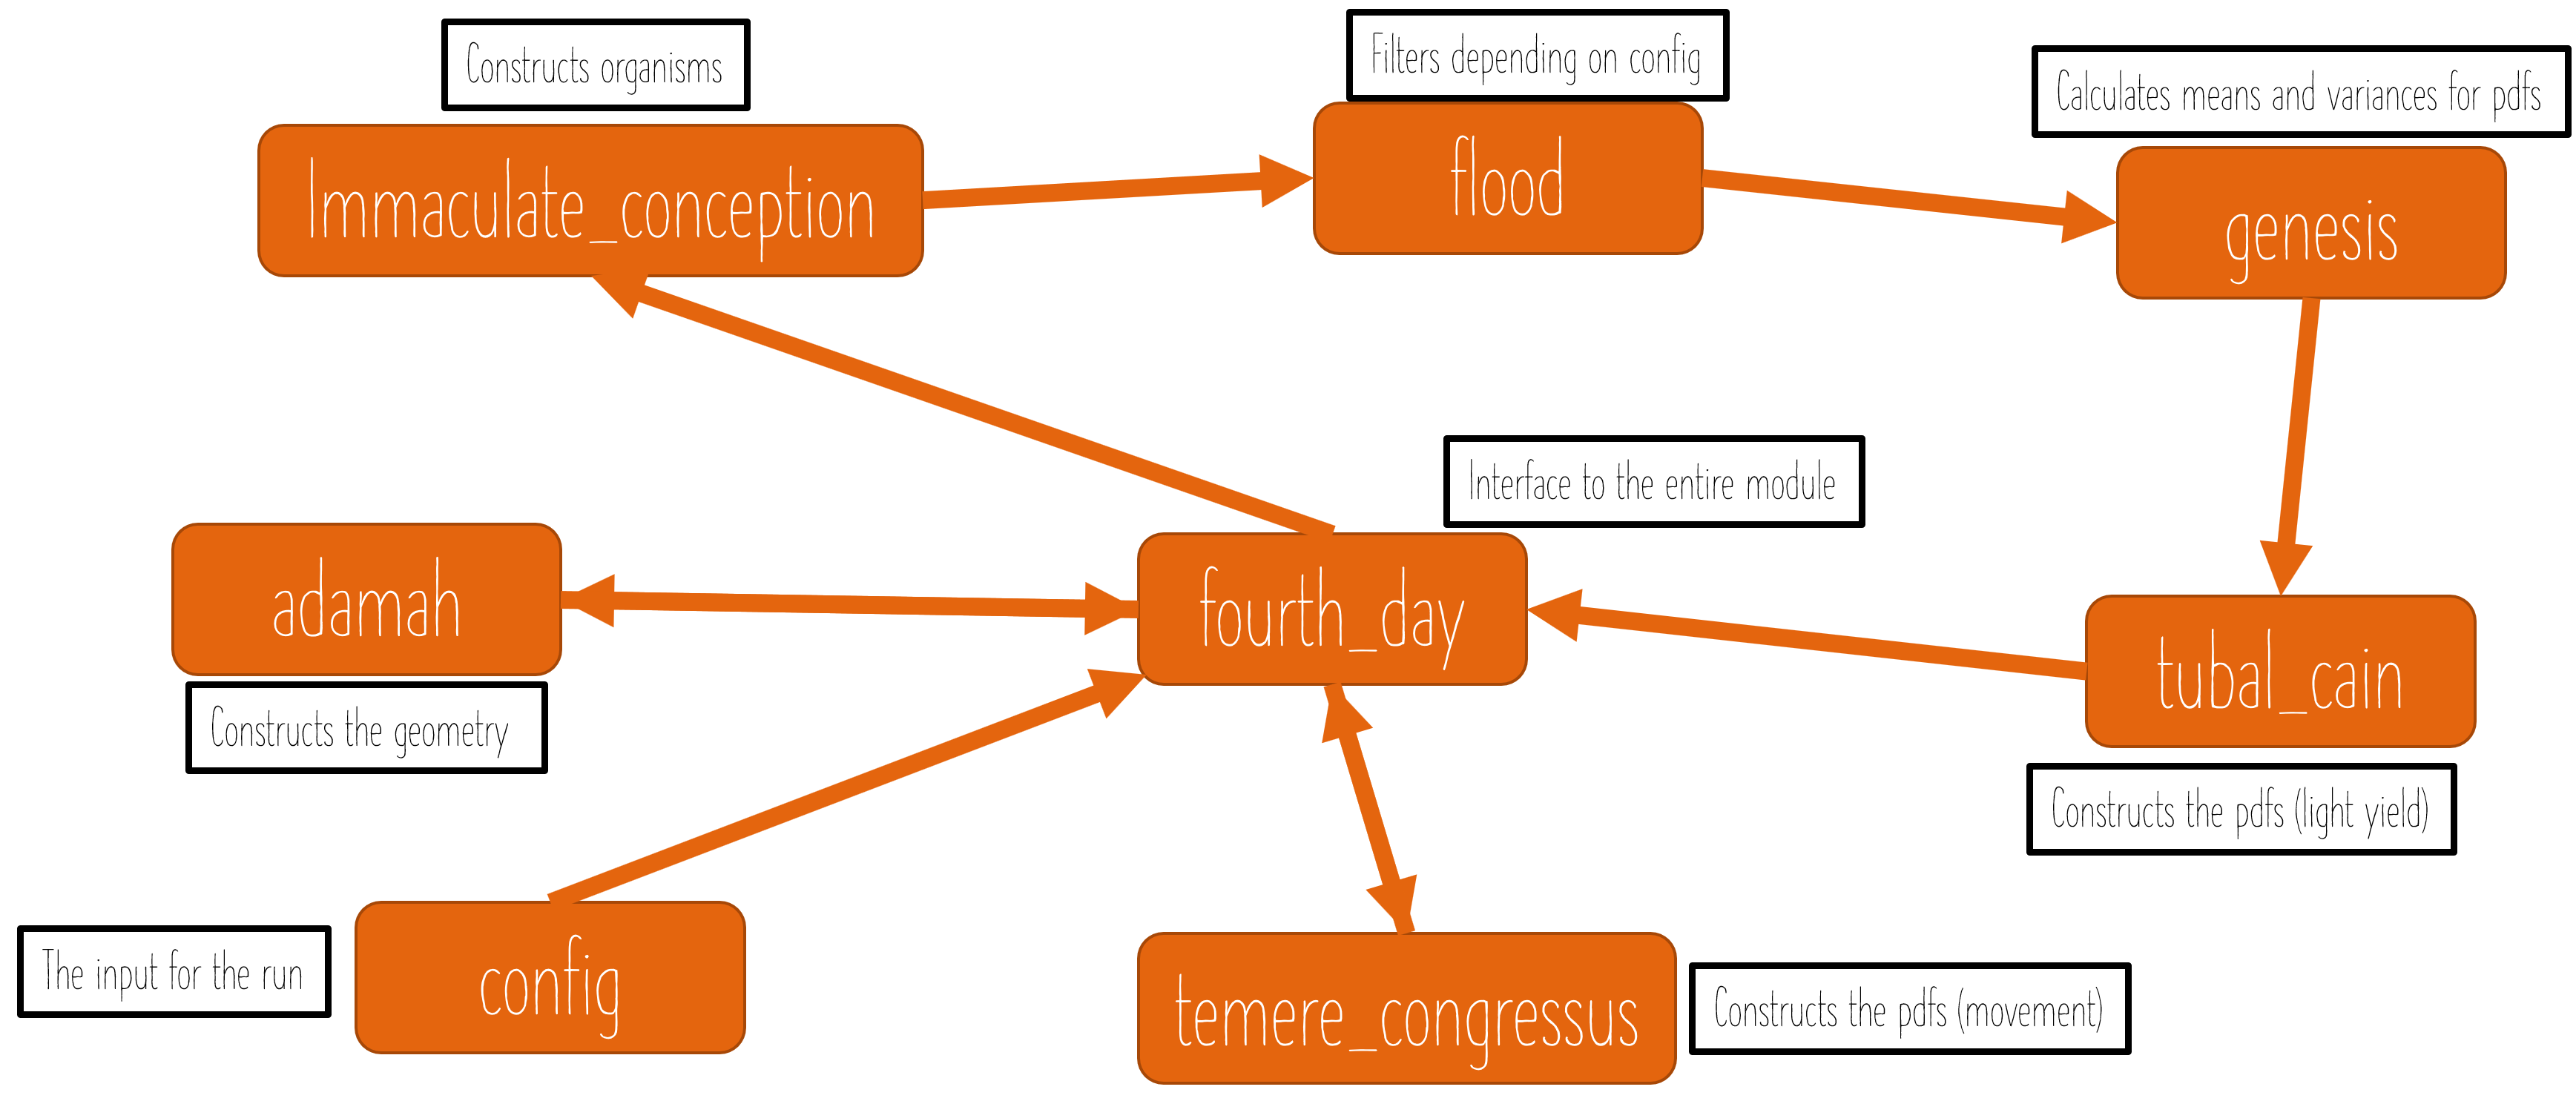 Constructs organisms
Immaculate_conception
Filters depending on config
flood
Calculates means and variances for pdfs
genesis
Interface to the entire module
fourth_day
adamah
Constructs the geometry
tubal_cain
Constructs the pdfs (light yield)
The input for the run
config
temere_congressus
Constructs the pdfs (movement)